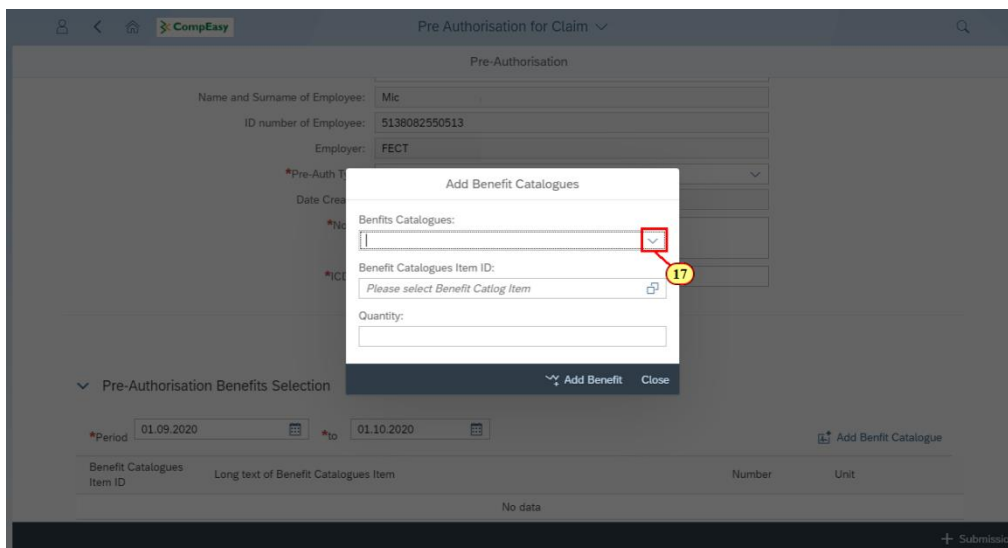 CompEasy
Pre Authorisation for Claim
Pre-Authorisation
Name and Surname of Employee: Mic
ID number of Employee: 5138082550513
Employer: FECT
*Pre-Auth T
Date Crea
*No
*ICD
Add Benefit Catalogues
Benfits Catalogues:
17
Benefit Catalogues Item ID:
Please select Benefit Catlog Item
Quantity:
Add Benefit Close
Pre-Authorisation Benefits Selection
*Period 01.09.2020 *to 01.10.2020
Add Benfit Catalogue
Benefit Catalogues Item ID Long text of Benefit Catalogues Item Number Unit
No data
+ Submissio